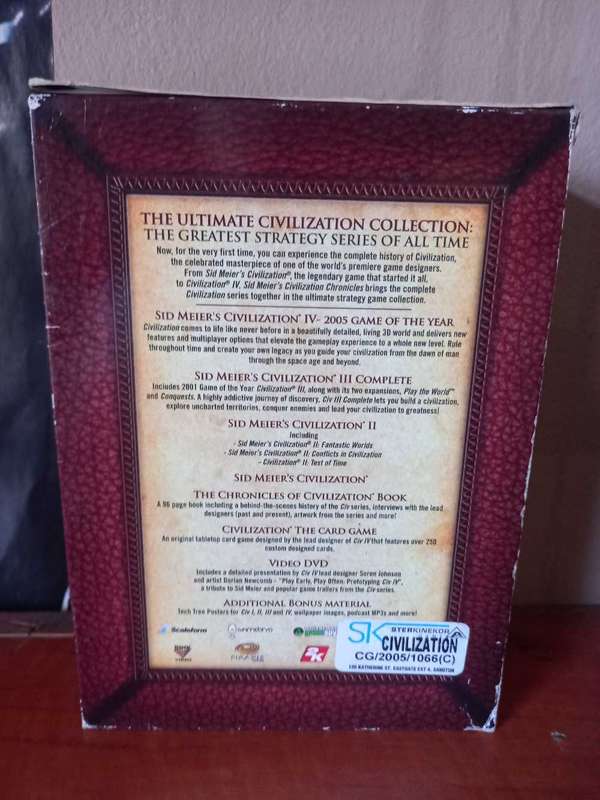 THE ULTIMATE CIVILIZATION COLLECTION:
THE GREATEST STRATEGY SERIES OF ALL TIME
Now, for the very first time, you can experience the complete history of Civilization,
the celebrated masterpiece of one of the world's premiere game designers.
From Sid Meier's Civilization®, the legendary game that started it all,
to Civilization® IV, Sid Meier's Civilization Chronicles brings the complete
Civilization series together in the ultimate strategy game collection.
SID MEIER'S CIVILIZATION® IV- 2005 GAME OF THE YEAR
Civilization comes to life like never before in a beautifully detailed, living 3D world and delivers new
features and multiplayer options that elevate the gameplay experience to a whole new level. Rule
throughout time and create your own legacy as you guide your civilization from the dawn of man
through the space age and beyond.
SID MEIER'S CIVILIZATION® III COMPLETE
Includes 2001 Game of the Year Civilization® III, along with its two expansions, Play the World™
and Conquests. A highly addictive journey of discovery, Civ III Complete lets you build a civilization,
explore uncharted territories, conquer enemies and lead your civilization to greatness!
SID MEIER'S CIVILIZATION® II
Including
- Sid Meier's Civilization® II: Fantastic Worlds
- Sid Meier's Civilization® II: Conflicts in Civilization
- Civilization® II: Test of Time
SID MEIER'S CIVILIZATION®
THE CHRONICLES OF CIVILIZATION® BOOK
A 96 page book including a behind-the-scenes history of the Civ series, interviews with the lead
designers (past and present), artwork from the series and more!
CIVILIZATION® THE CARD GAME
An original tabletop card game designed by the lead designer of Civ IV that features over 250
custom designed cards.
VIDEO DVD
Includes a detailed presentation by Civ IV lead designer Soren Johnson
and artist Dorian Newcomb - "Play Early, Play Often. Prototyping Civ IV",
a tribute to Sid Meier and popular game trailers from the Civ series.
ADDITIONAL BONUS MATERIAL
Tech Tree Posters for Civ I, II, III and IV, wallpaper images, podcast MP3s and more!
Scaleform gamebryo
VIDEO FIRAXIS 2K
SK STERKINEKOR
CIVILIZATION
CG/2005/1066(C)
185 KATHERINE ST. EASTGATE EXT 4. SANDTON